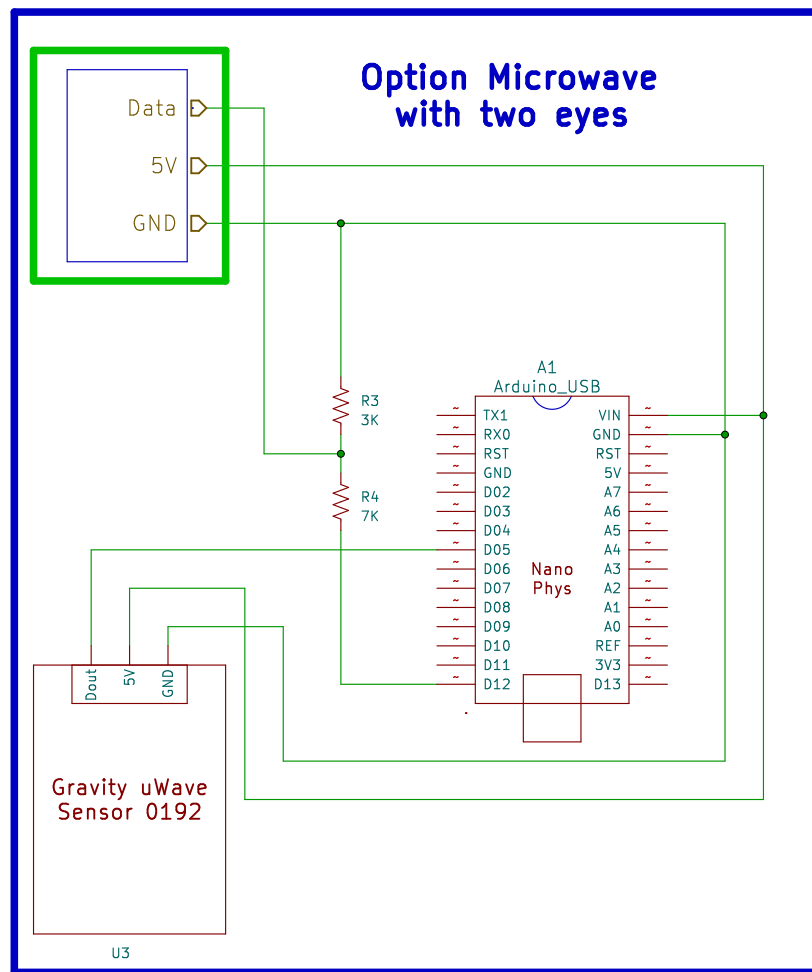 Option Microwave
with two eyes
Data
5V
GND
R3
3K
R4
7K
A1
Arduino_USB
~ TX1 VIN ~
~ RX0 GND ~
~ RST RST ~
~ GND 5V ~
~ D02 A7 ~
~ D03 A6 ~
~ D04 A5 ~
~ D05 A4 ~
~ D06 A3 ~
~ D07 A2 ~
~ D08 A1 ~
~ D09 A0 ~
~ D10 REF ~
~ D11 3V3 ~
~ D12 D13 ~
Nano
Phys
Dout
5V
GND
Gravity uWave
Sensor 0192
U3